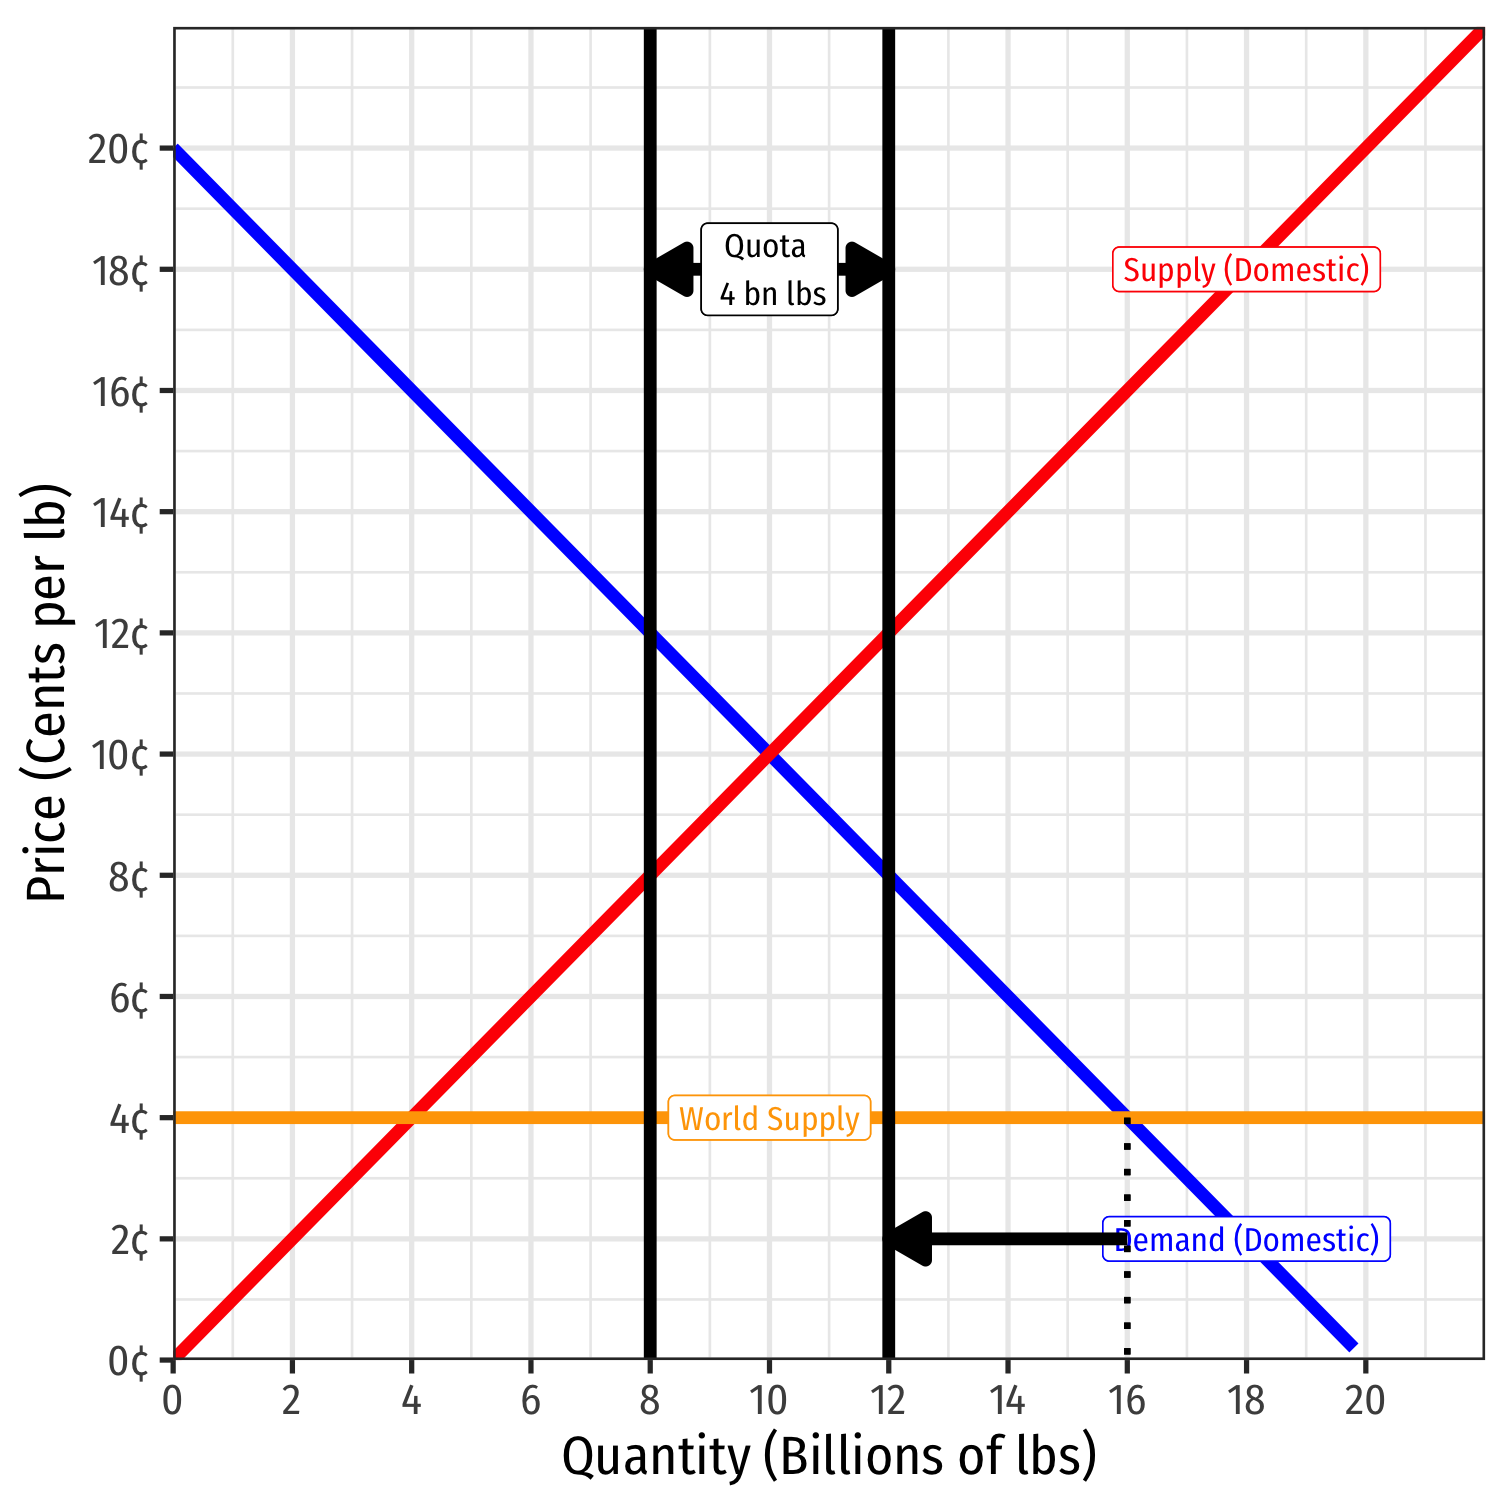 20¢
18¢
16¢
14¢
12¢
10¢
8¢
6¢
4¢
2¢
0¢
Price (Cents per lb)
Quota
4 bn lbs
Supply (Domestic)
World Supply
Demand (Domestic)
0 2 4 6 8 10 12 14 16 18 20
Quantity (Billions of lbs)